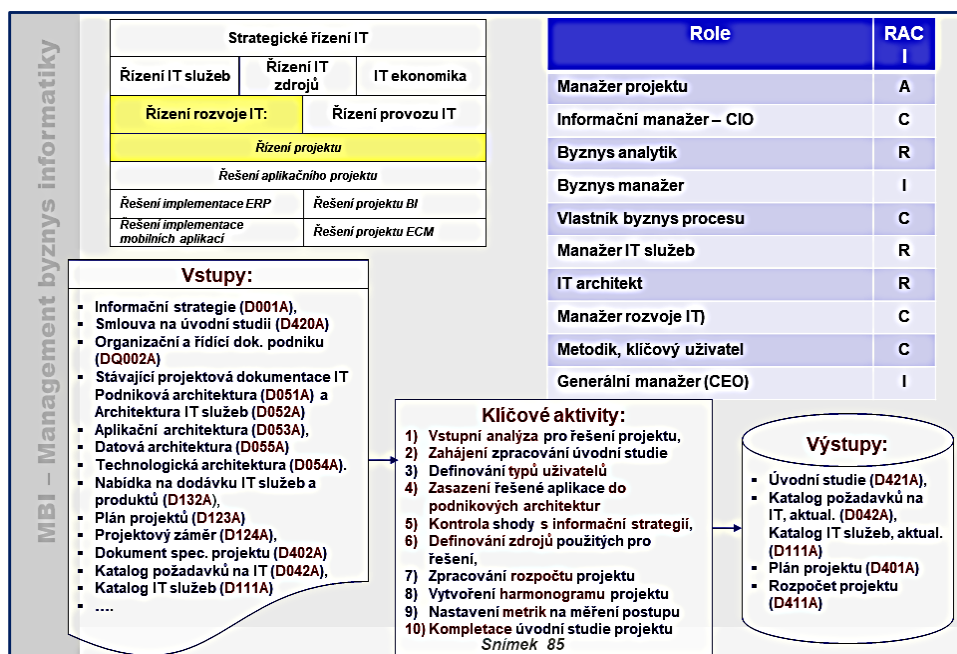 MBI – Management byznys informatiky
Strategické řízení IT
Řízení IT služeb
Řízení IT
zdrojů
IT ekonomika
Řízení rozvoje IT:
Řízení provozu IT
Řízení projektu
Řešení aplikačního projektu
Řešení implementace ERP
Řešení projektu BI
Řešení implementace
mobilních aplikací
Řešení projektu ECM
Role
RAC
I
Manažer projektu A
Informační manažer – CIO C
Byznys analytik R
Byznys manažer I
Vlastník byznys procesu C
Manažer IT služeb R
IT architekt R
Manažer rozvoje IT) C
Metodik, klíčový uživatel C
Generální manažer (CEO) I
Vstupy:
▪ Informační strategie (D001A),
▪ Smlouva na úvodní studii (D420A)
▪ Organizační a řídící dok. podniku
(DQ002A)
▪ Stávající projektová dokumentace IT
Podniková architektura (D051A) a
Architektura IT služeb (D052A)
▪ Aplikační architektura (D053A),
▪ Datová architektura (D055A)
▪ Technologická architektura (D054A).
▪ Nabídka na dodávku IT služeb a
produktů (D132A),
▪ Plán projektů (D123A)
▪ Projektový záměr (D124A),
▪ Dokument spec. projektu (D402A)
▪ Katalog požadavků na IT (D042A),
▪ Katalog IT služeb (D111A)
▪ ....
Klíčové aktivity:
1) Vstupní analýza pro řešení projektu,
2) Zahájení zpracování úvodní studie
3) Definování typů uživatelů
4) Zasazení řešené aplikace do
podnikových architektur
5) Kontrola shody s informační strategií,
6) Definování zdrojů použitých pro
řešení,
7) Zpracování rozpočtu projektu
8) Vytvoření harmonogramu projektu
9) Nastavení metrik na měření postupu
10) Kompletace úvodní studie projektu
Snímek 85
Výstupy:
▪ Úvodní studie (D421A),
▪ Katalog požadavků na
IT, aktual. (D042A),
Katalog IT služeb, aktual.
(D111A)
▪ Plán projektu (D401A)
▪ Rozpočet projektu
(D411A)